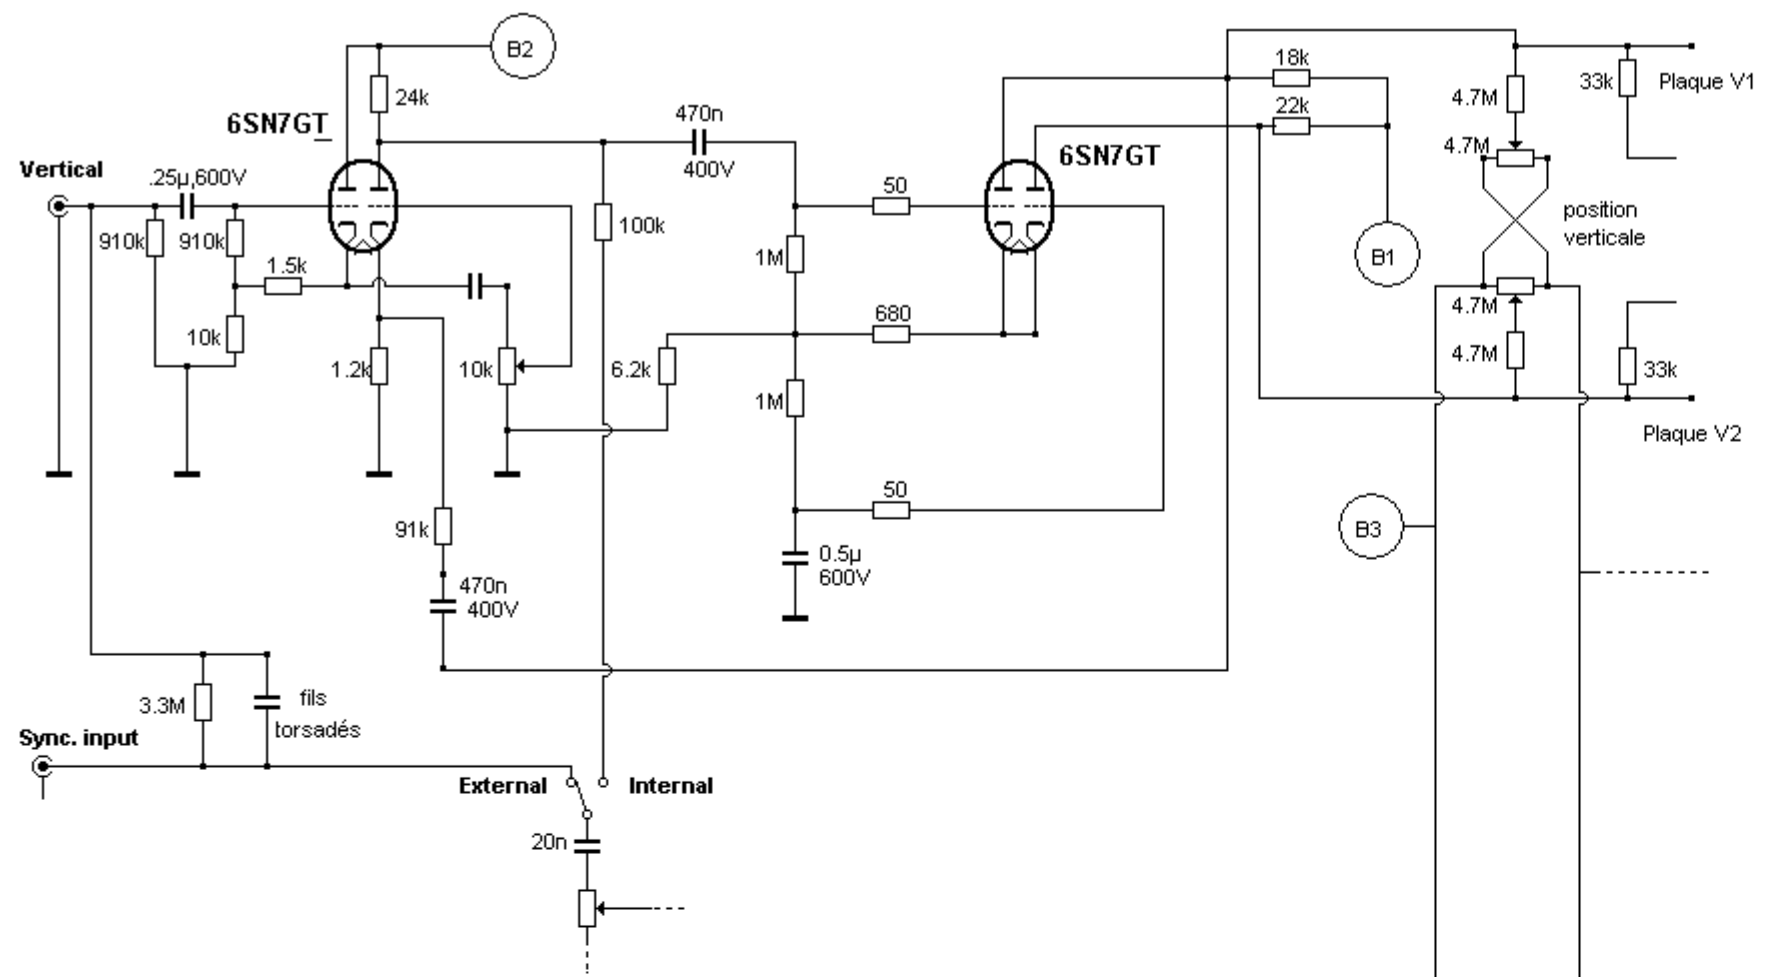 B2
24k
6SN7GT
Vertical
.25µ,600V
910k
910k
1.5k
10k
1.2k
10k
6.2k
470n
400V
100k
50
1M
680
1M
50
0.5µ
600V
91k
470n
400V
6SN7GT
18k
22k
B1
4.7M
4.7M
33k
Plaque V1
position
verticale
4.7M
4.7M
33k
Plaque V2
B3
3.3M
fils
torsadés
Sync. input
External
Internal
20n